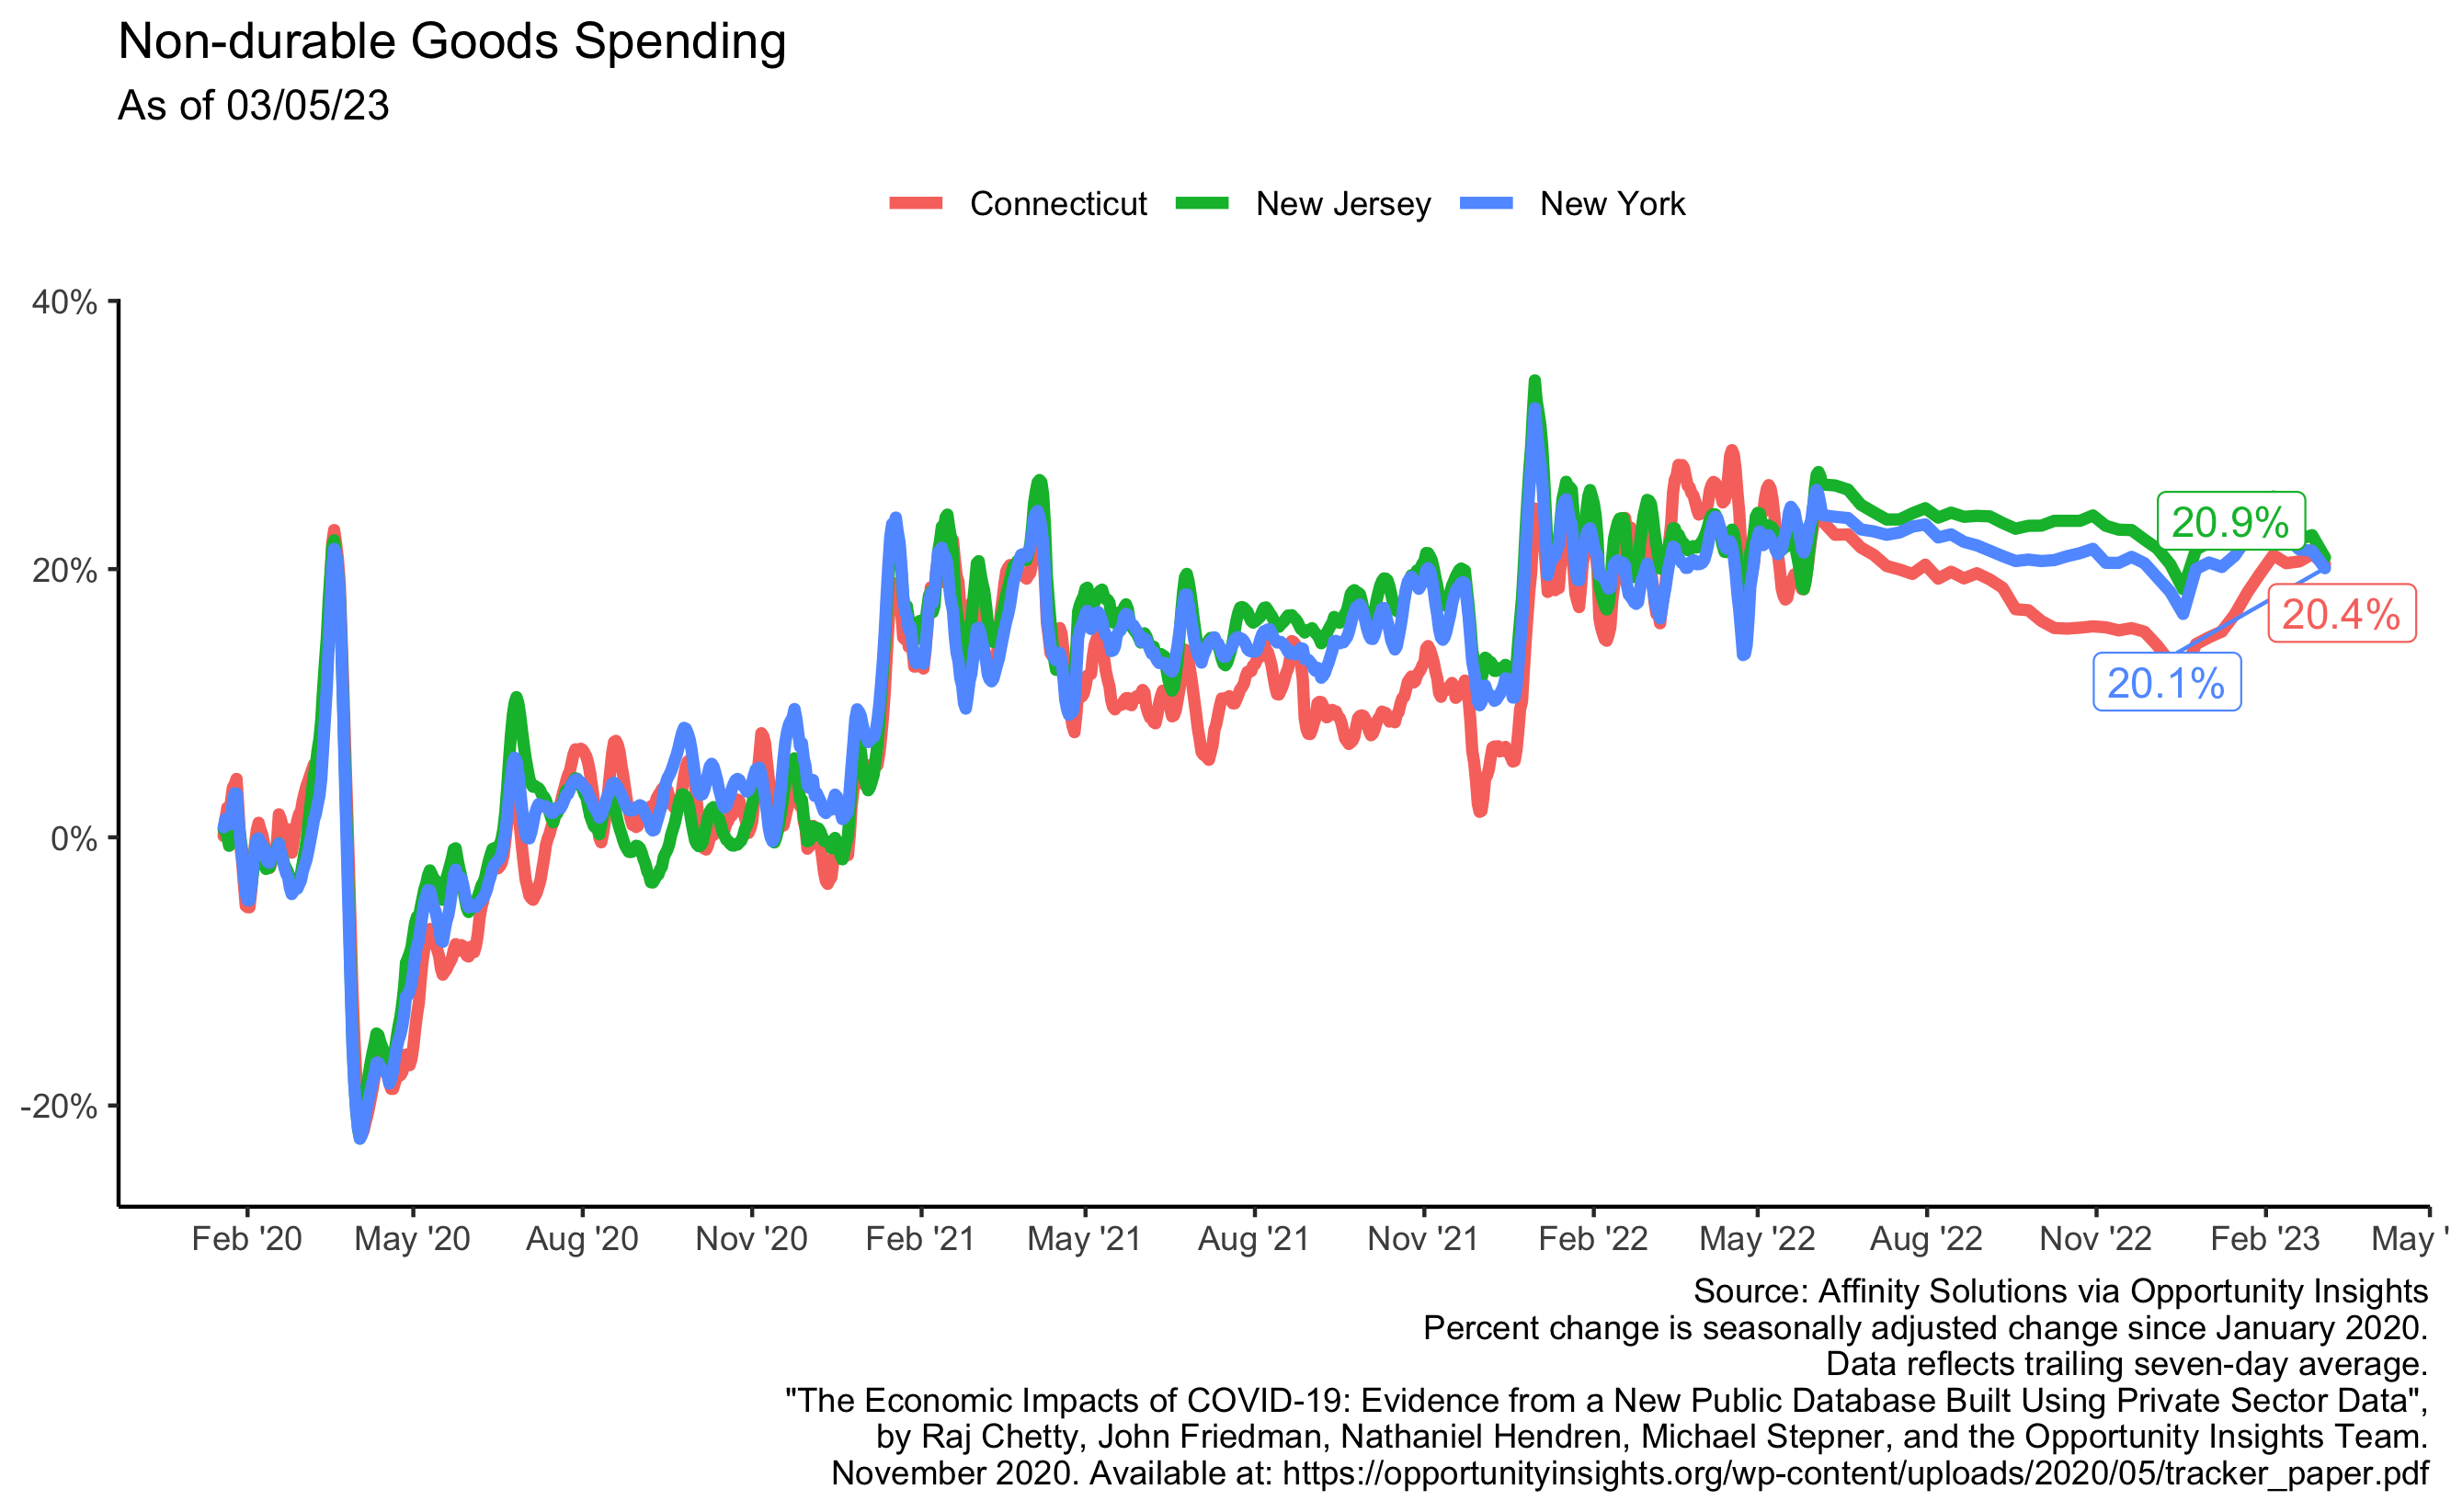 Non-durable Goods Spending
As of 03/05/23
Connecticut New Jersey New York
40%
20%
0%
-20%
20.9%
20.4%
20.1%
Feb '20 May '20 Aug '20 Nov '20 Feb '21 May '21 Aug '21 Nov '21 Feb '22 May '22 Aug '22 Nov '22 Feb '23 May '
Source: Affinity Solutions via Opportunity Insights
Percent change is seasonally adjusted change since January 2020.
Data reflects trailing seven-day average.
"The Economic Impacts of COVID-19: Evidence from a New Public Database Built Using Private Sector Data",
by Raj Chetty, John Friedman, Nathaniel Hendren, Michael Stepner, and the Opportunity Insights Team.
November 2020. Available at: https://opportunityinsights.org/wp-content/uploads/2020/05/tracker_paper.pdf